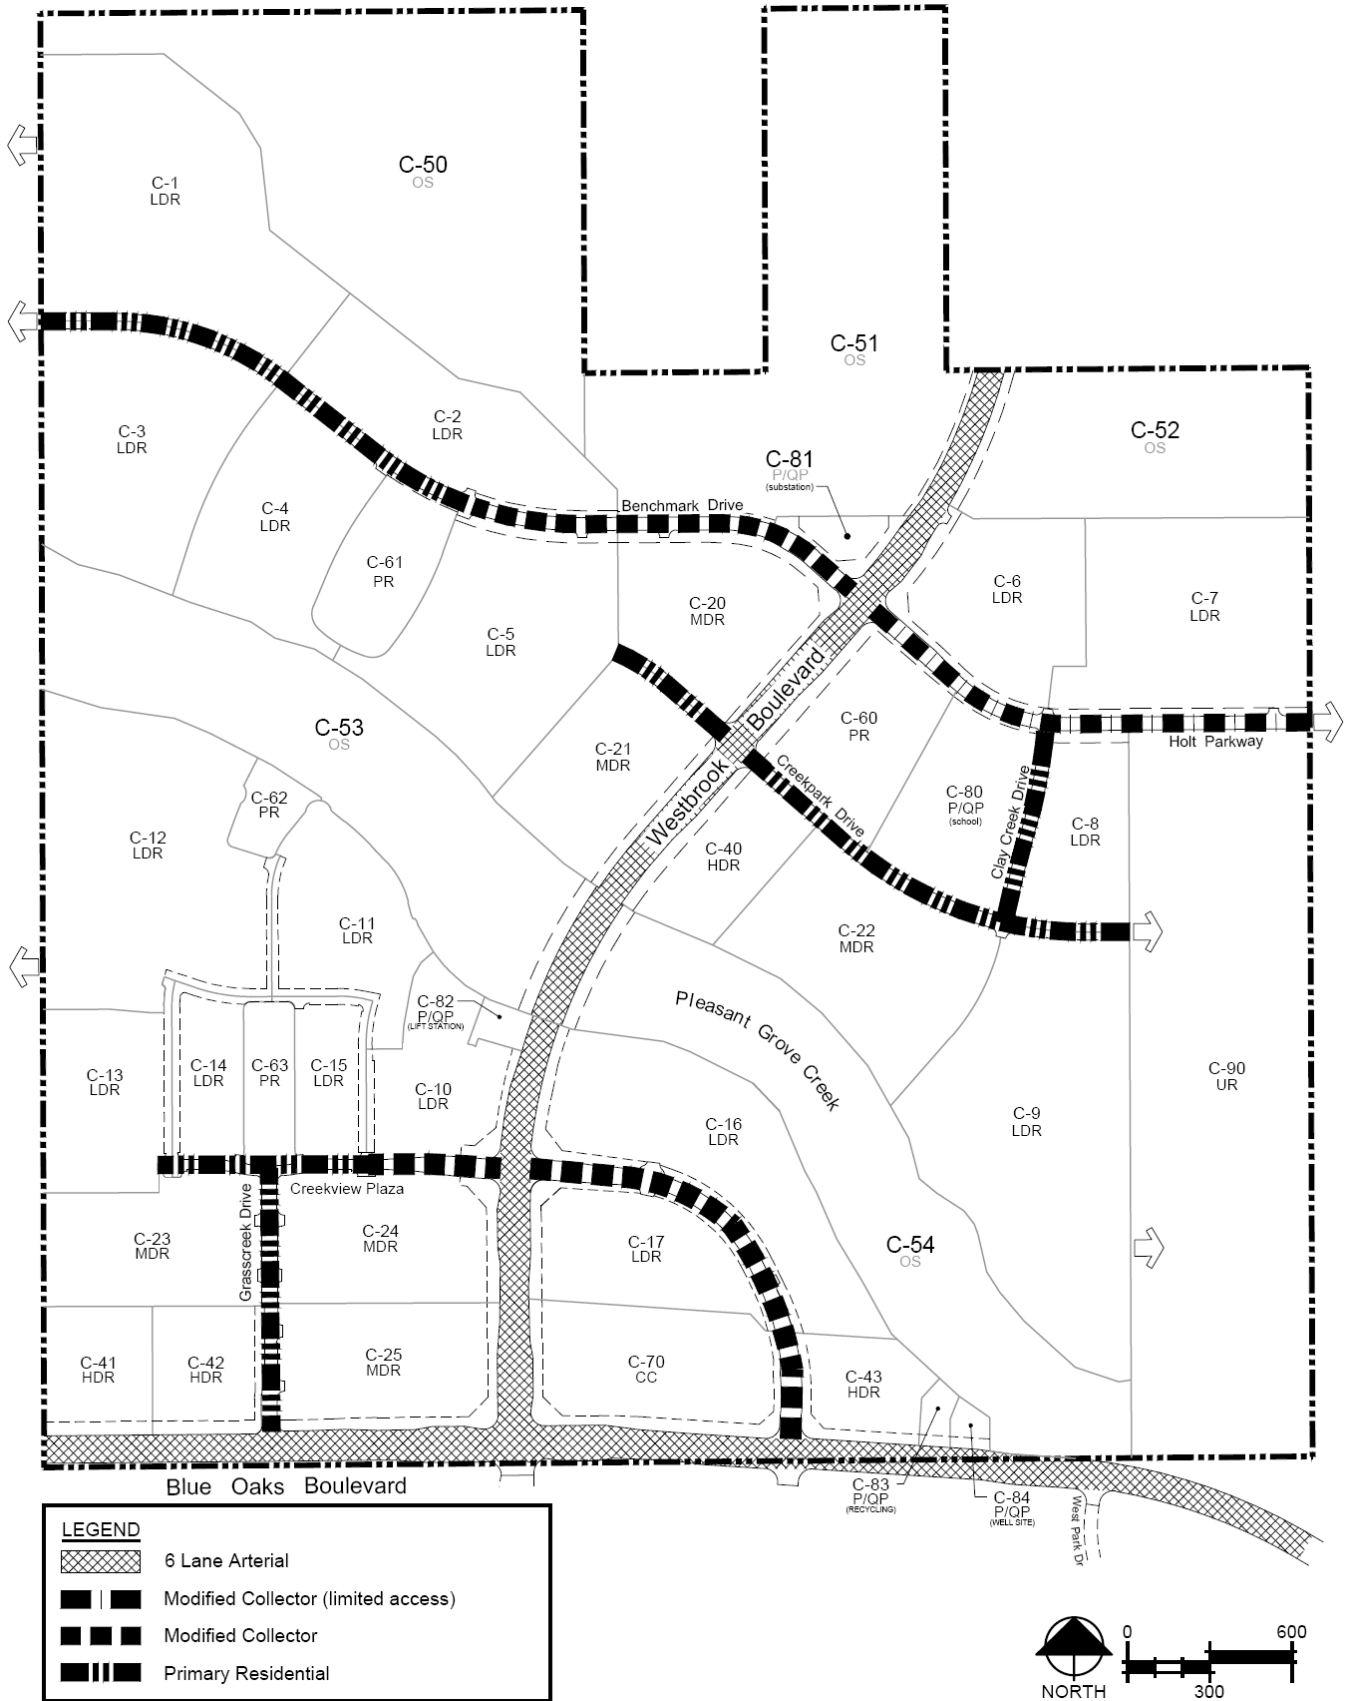 C-50
OS
C-1
LDR
C-51
OS
C-2
LDR
C-3
LDR
C-52
OS
C-81
P/QP
(substation)
Benchmark Drive
C-4
LDR
C-61
PR
C-6
LDR
C-7
LDR
C-20
MDR
C-5
LDR
Westbrook Boulevard
C-60
PR
C-53
OS
C-21
MDR
Holt Parkway
Creekpark Drive
Clay Creek Drive
C-80
P/QP
(school)
C-62
PR
C-12
LDR
C-40
HDR
C-8
LDR
C-11
LDR
C-22
MDR
C-82
P/QP
(LIFT STATION)
Pleasant Grove Creek
C-13
LDR
C-14
LDR
C-63
PR
C-15
LDR
C-10
LDR
C-90
UR
C-16
LDR
C-9
LDR
Creekview Plaza
Grasscreek Drive
C-23
MDR
C-24
MDR
C-17
LDR
C-54
OS
C-41
HDR
C-42
HDR
C-25
MDR
C-70
CC
C-43
HDR
Blue Oaks Boulevard
C-83
P/QP
(RECYCLING)
C-84
P/QP
(WELL SITE)
West Park Dr
LEGEND
6 Lane Arterial
Modified Collector (limited access)
Modified Collector
Primary Residential
NORTH
0
600
300